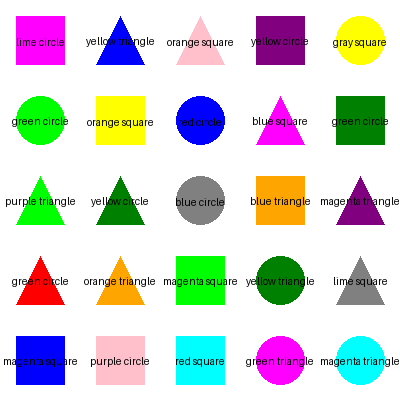 lime circle
yellow triangle
orange square
yellow circle
gray square
green circle
orange square
red circle
blue square
green circle
purple triangle
yellow circle
blue circle
blue triangle
magenta triangle
green circle
orange triangle
magenta square
yellow triangle
lime square
magenta square
purple circle
red square
green triangle
magenta triangle